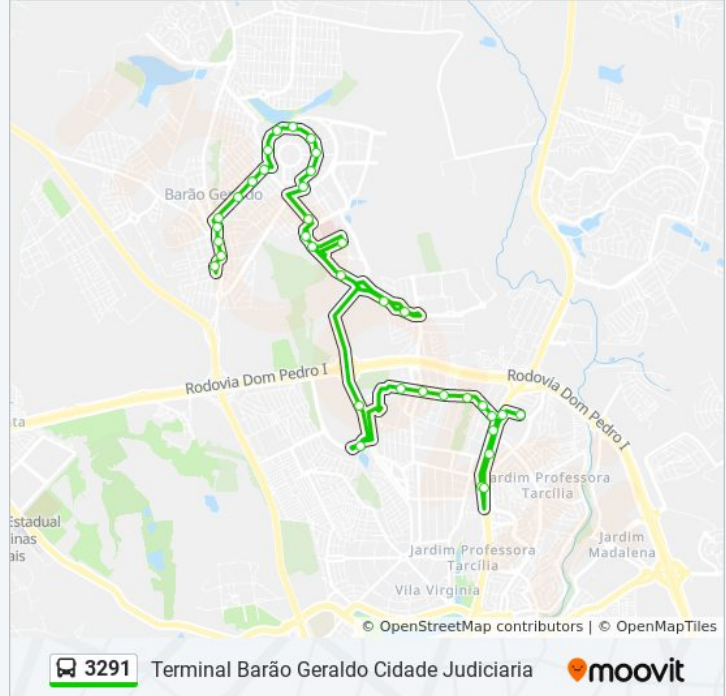 Barão Geraldo
Rodovia Dom Pedro I
Rodovia Dom Pedro I
ta
Jardim Professora
Tarcília
Estadual
inas
ais
Jardim
Madalena
Jardim Professora
Tarcília
Vila Virginia
© OpenStreetMap contributors | © OpenMapTiles
3291 Terminal Barão Geraldo Cidade Judiciaria moovit